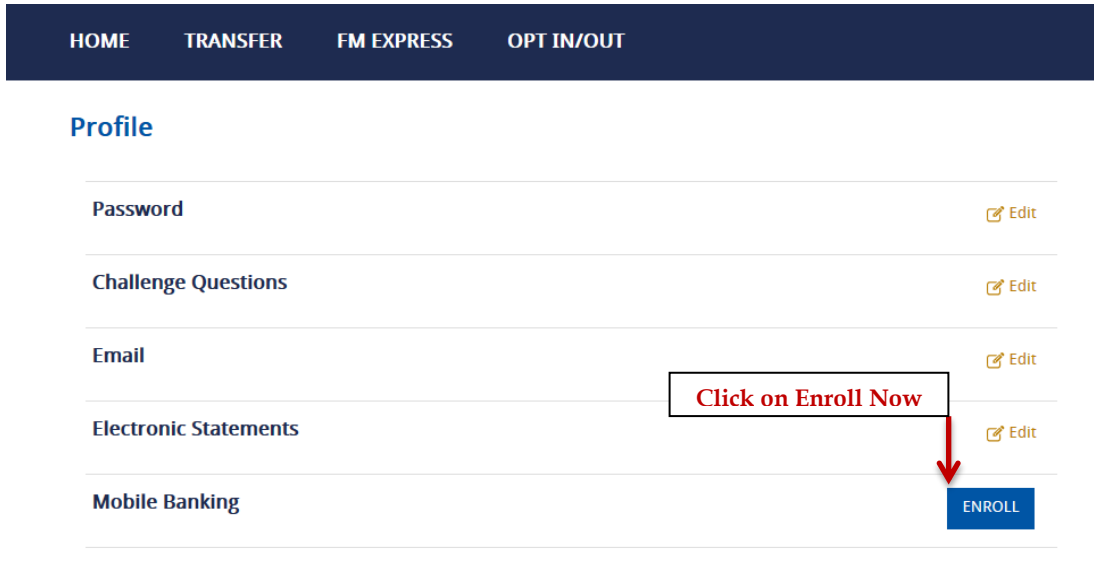 HOME TRANSFER FM EXPRESS OPT IN/OUT
Profile
Password Edit
Challenge Questions Edit
Email Edit
Click on Enroll Now
Electronic Statements Edit
Mobile Banking ENROLL